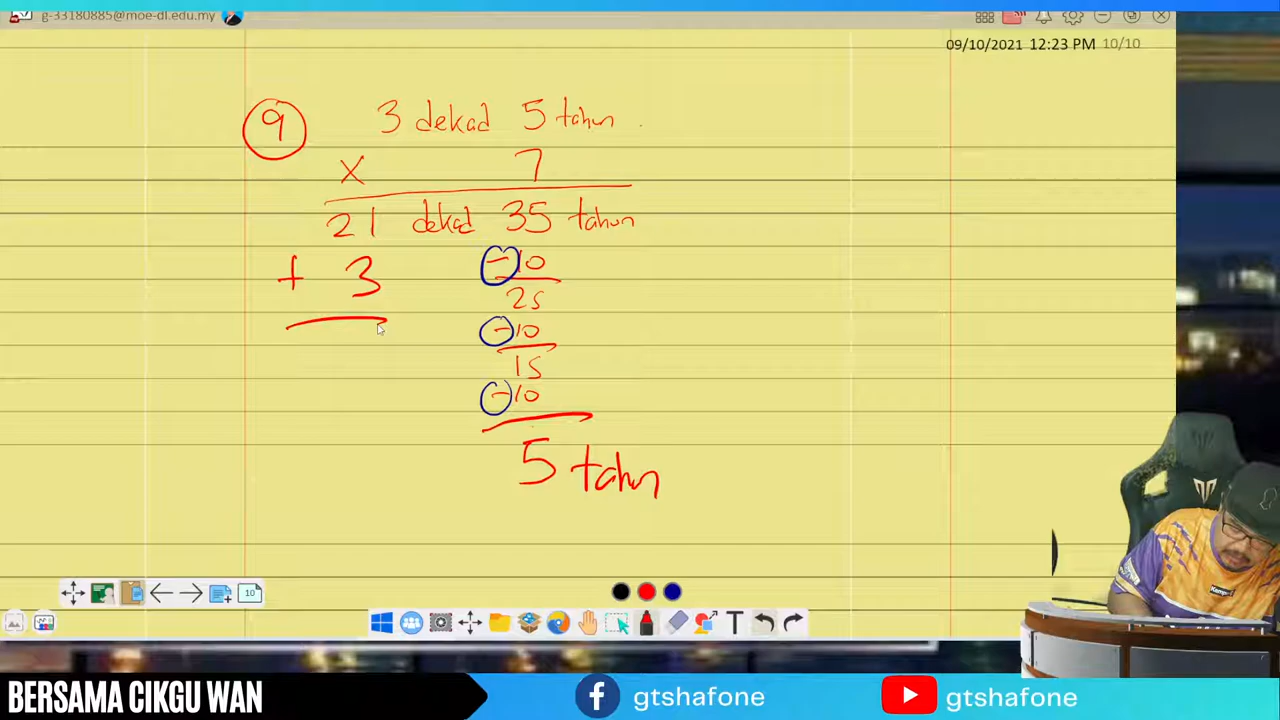 g-33180885@moe-dl.edu.my
09/10/2021 12:23 PM 10/10
9 3 dekad 5 tahun
x 7
21 dekad 35 tahun
+ 3 - 10
25
- 10
15
- 10
5 tahun
10
T
BERSAMA CIKGU WAN
gtshafone
gtshafone